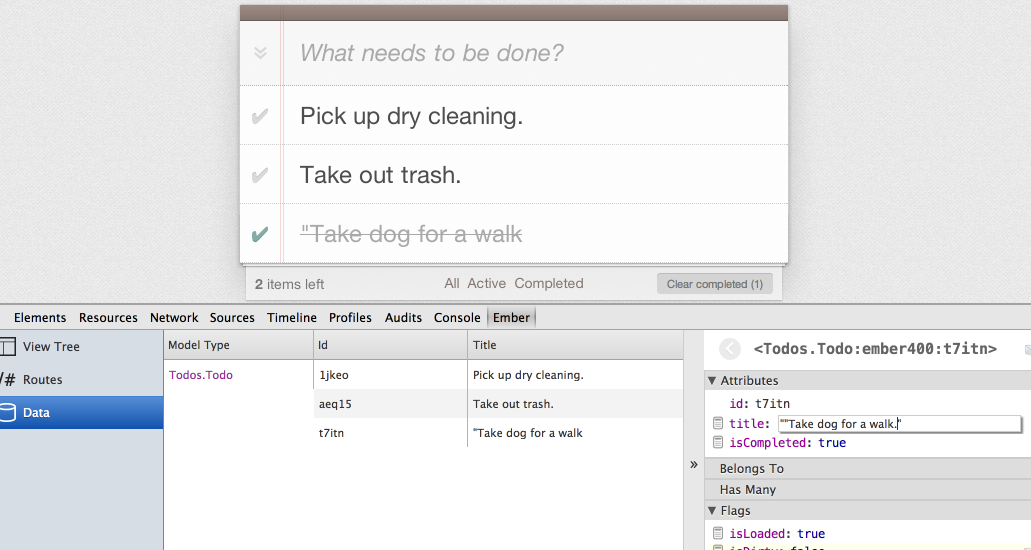 What needs to be done?
Pick up dry cleaning.
Take out trash.
"Take dog for a walk
2 items left All Active Completed Clear completed (1)
Elements Resources Network Sources Timeline Profiles Audits Console Ember
View Tree
/# Routes
Data
Model Type Id Title
Todos.Todo 1jkeo Pick up dry cleaning.
aeq15 Take out trash.
t7itn "Take dog for a walk
»
<Todos.Todo:ember400:t7itn>
Attributes
id: t7itn
title: ""Take dog for a walk."
isCompleted: true
Belongs To
Has Many
Flags
isLoaded: true
isDirty: false